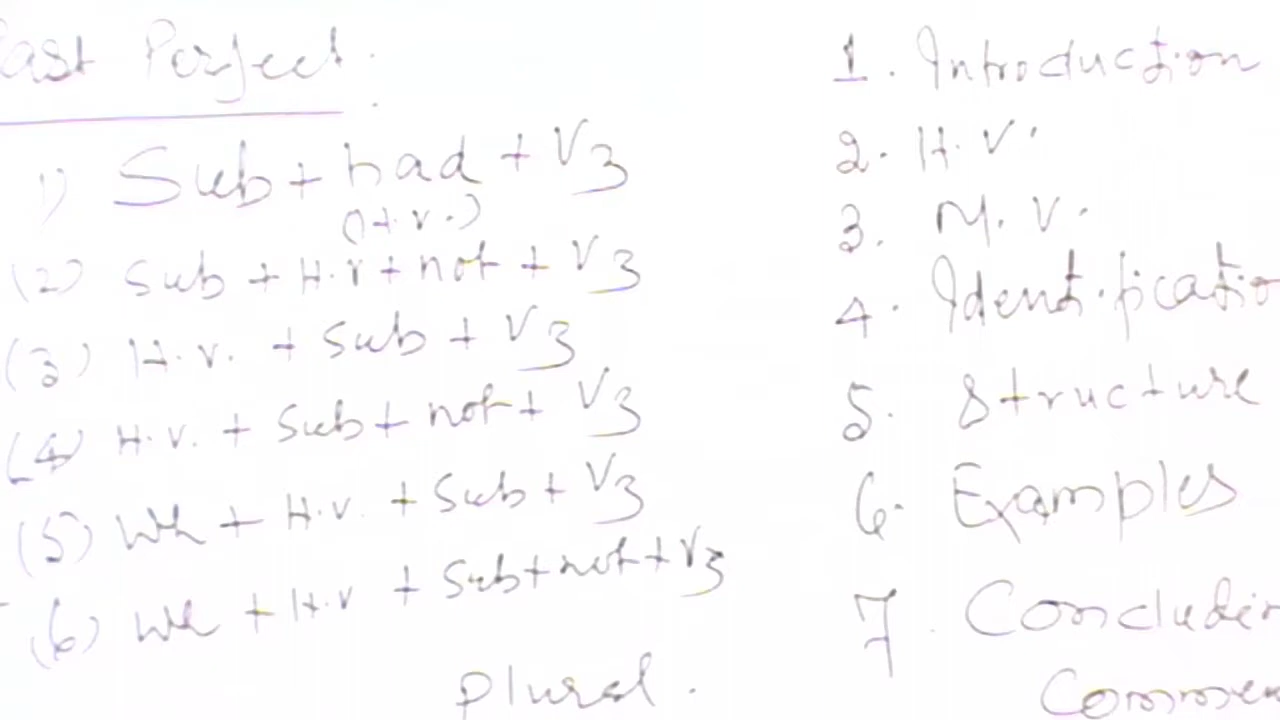 Past Perfect.
1) Sub + had + V3
(H.V.)
(2) Sub + H.V + not + V3
(3) H.V. + Sub + V3
(4) H.V. + Sub + not + V3
(5) Wh + H.V. + Sub + V3
(6) Wh + H.V + Sub + not + V3
Plural.
1. Introduction
2. H.V.
3. M.V.
4. Identificatio
5. Structure
6. Examples
7. Concludin
Commen